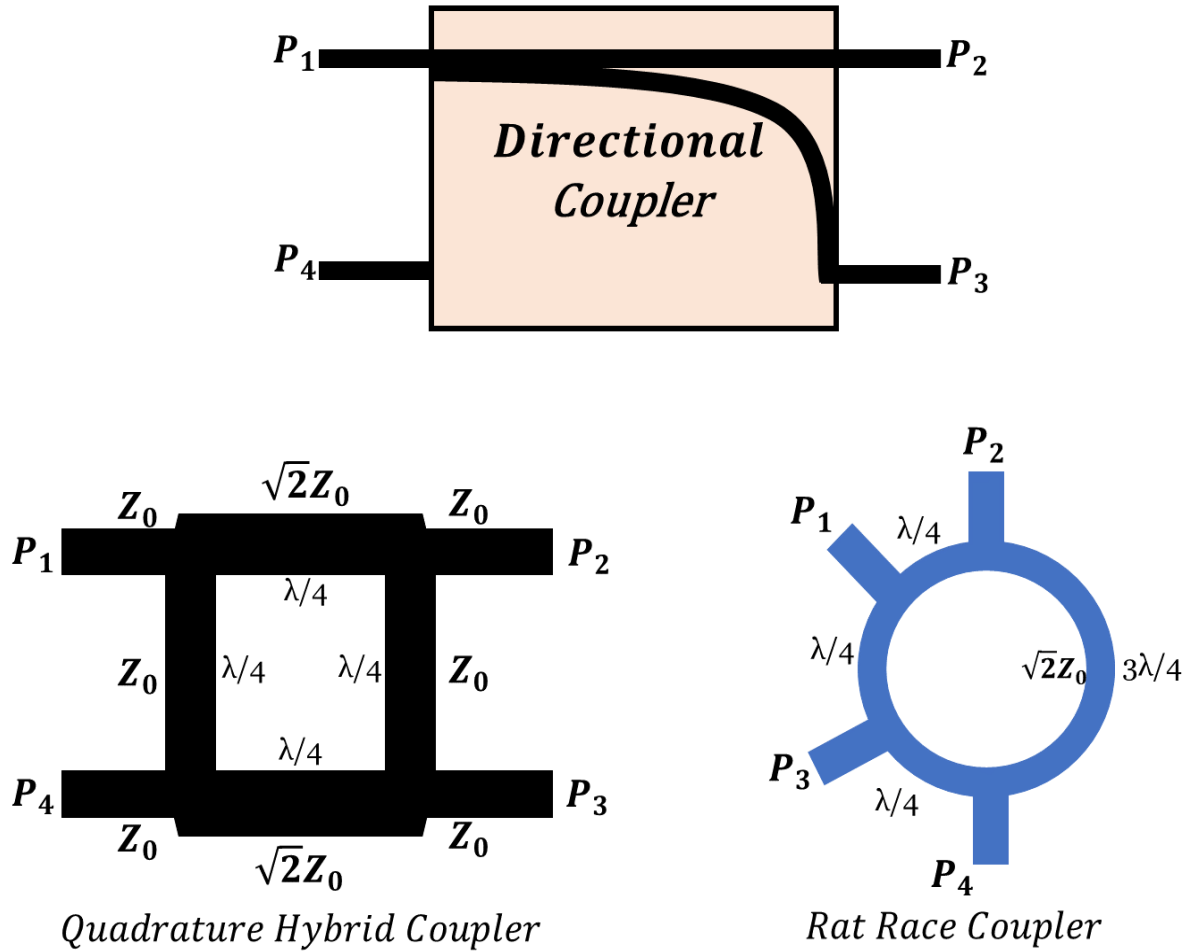 P₁
P₂
Directional
Coupler
P₄
P₃
√2Z₀
Z₀
Z₀
P₁
P₂
λ/4
Z₀
λ/4
λ/4
Z₀
λ/4
P₄
P₃
Z₀
Z₀
√2Z₀
Quadrature Hybrid Coupler
P₂
P₁
λ/4
λ/4
√2Z₀
3λ/4
P₃
λ/4
P₄
Rat Race Coupler